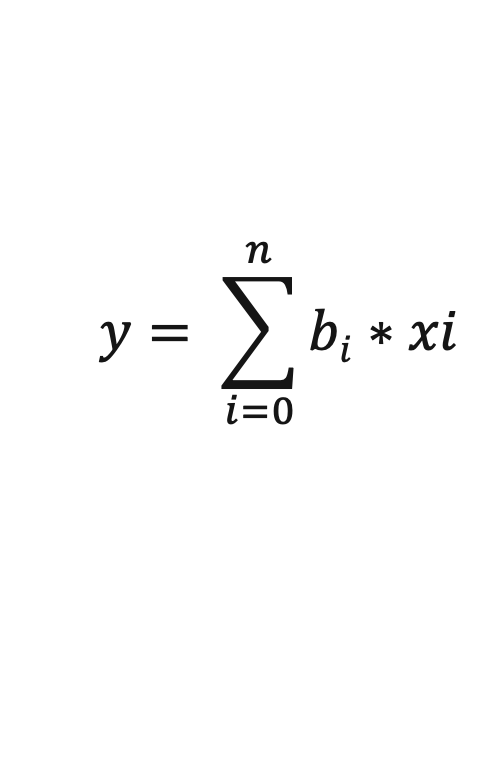 n
y = ∑ bᵢ * xi
i=0